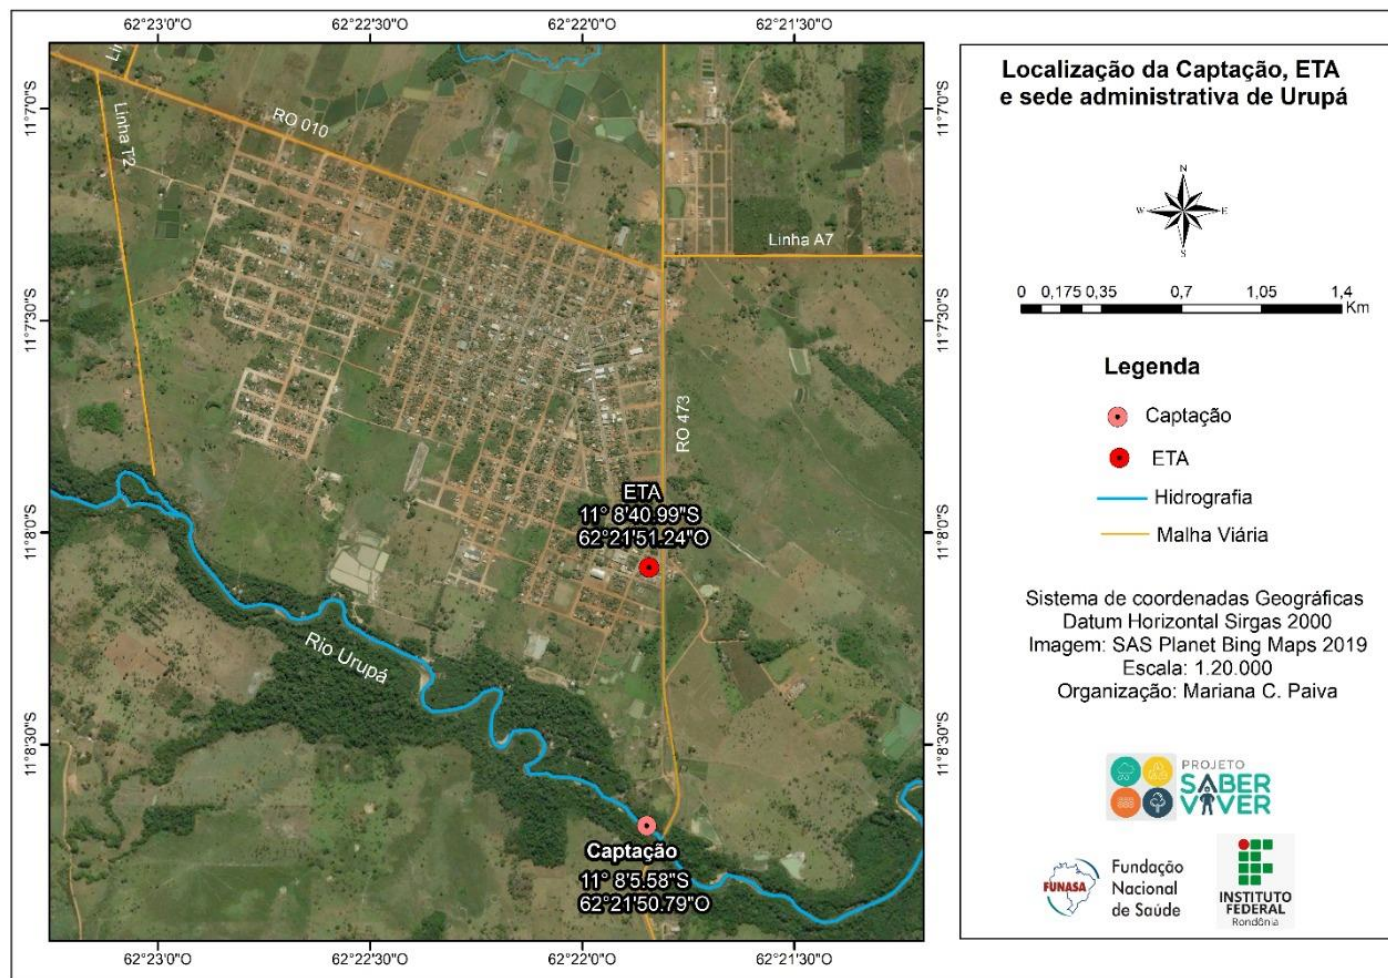 62°23'0"O
62°22'30"O
62°22'0"O
62°21'30"O
11°7'0"S
11°7'30"S
11°8'0"S
11°8'30"S
RO 010
Linha T2
Linha A7
RO 473
ETA
11° 8'40.99"S
62°21'51.24"O
Rio Urupá
Captação
11° 8'5.58"S
62°21'50.79"O
11°7'0"S
11°7'30"S
11°8'0"S
11°8'30"S
62°23'0"O
62°22'30"O
62°22'0"O
62°21'30"O
Localização da Captação, ETA
e sede administrativa de Urupá
N
W E
S
0 0,175 0,35 0,7 1,05 1,4
Km
Legenda
Captação
ETA
Hidrografia
Malha Viária
Sistema de coordenadas Geográficas
Datum Horizontal Sirgas 2000
Imagem: SAS Planet Bing Maps 2019
Escala: 1.20.000
Organização: Mariana C. Paiva
PROJETO
SABER
VIVER
FUNASA
Fundação
Nacional
de Saúde
INSTITUTO
FEDERAL
Rondônia